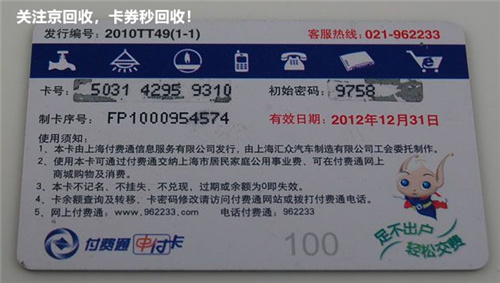 关注京回收，卡券秒回收！
发行编号：2010TT49(1-1)
客服热线：021-962233
卡号： 5031 4295 9310 初始密码： 9758
制卡序号： FP1000954574 有效日期：2012年12月31日
使用须知：
1、本卡由上海付费通信息服务有限公司发行，由上海汇众汽车制造有限公司工会委托制作。
2、使用本卡可通过付费通交纳上海市居民家庭公用事业费、可在付费通网上
商城购物及消费。
3、本卡不记名、不挂失、不兑现，过期或余额为0即失效。
4、卡余额查询及转移、卡密码修改请访问付费通网站或拨打付费通电话。
5、网上付费通：www.962233.com 电话付费通：962233
付费通 申付卡
100
足不出户
轻松交费